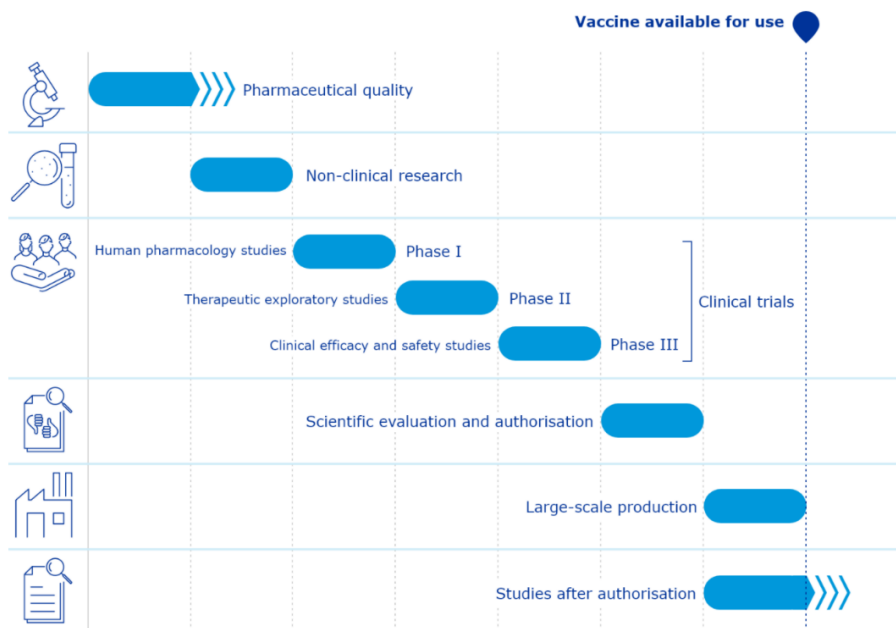 Vaccine available for use
Pharmaceutical quality
Non-clinical research
Human pharmacology studies
Phase I
Therapeutic exploratory studies
Phase II
Clinical trials
Clinical efficacy and safety studies
Phase III
Scientific evaluation and authorisation
Large-scale production
Studies after authorisation